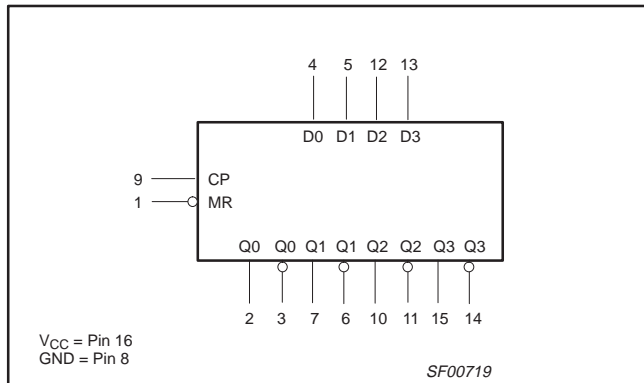 4 5 12 13
D0 D1 D2 D3
9 CP
1 MR
Q0 Q0 Q1 Q1 Q2 Q2 Q3 Q3
2 3 7 6 10 11 15 14
VCC = Pin 16
GND = Pin 8
SF00719